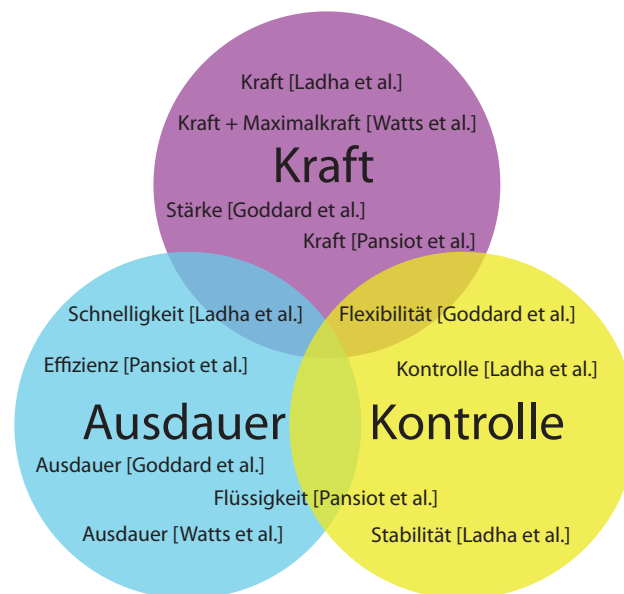 Kraft [Ladha et al.]
Kraft + Maximalkraft [Watts et al.]
Kraft
Stärke [Goddard et al.]
Kraft [Pansiot et al.]
Schnelligkeit [Ladha et al.]
Flexibilität [Goddard et al.]
Effizienz [Pansiot et al.]
Kontrolle [Ladha et al.]
Ausdauer
Kontrolle
Ausdauer [Goddard et al.]
Flüssigkeit [Pansiot et al.]
Ausdauer [Watts et al.]
Stabilität [Ladha et al.]